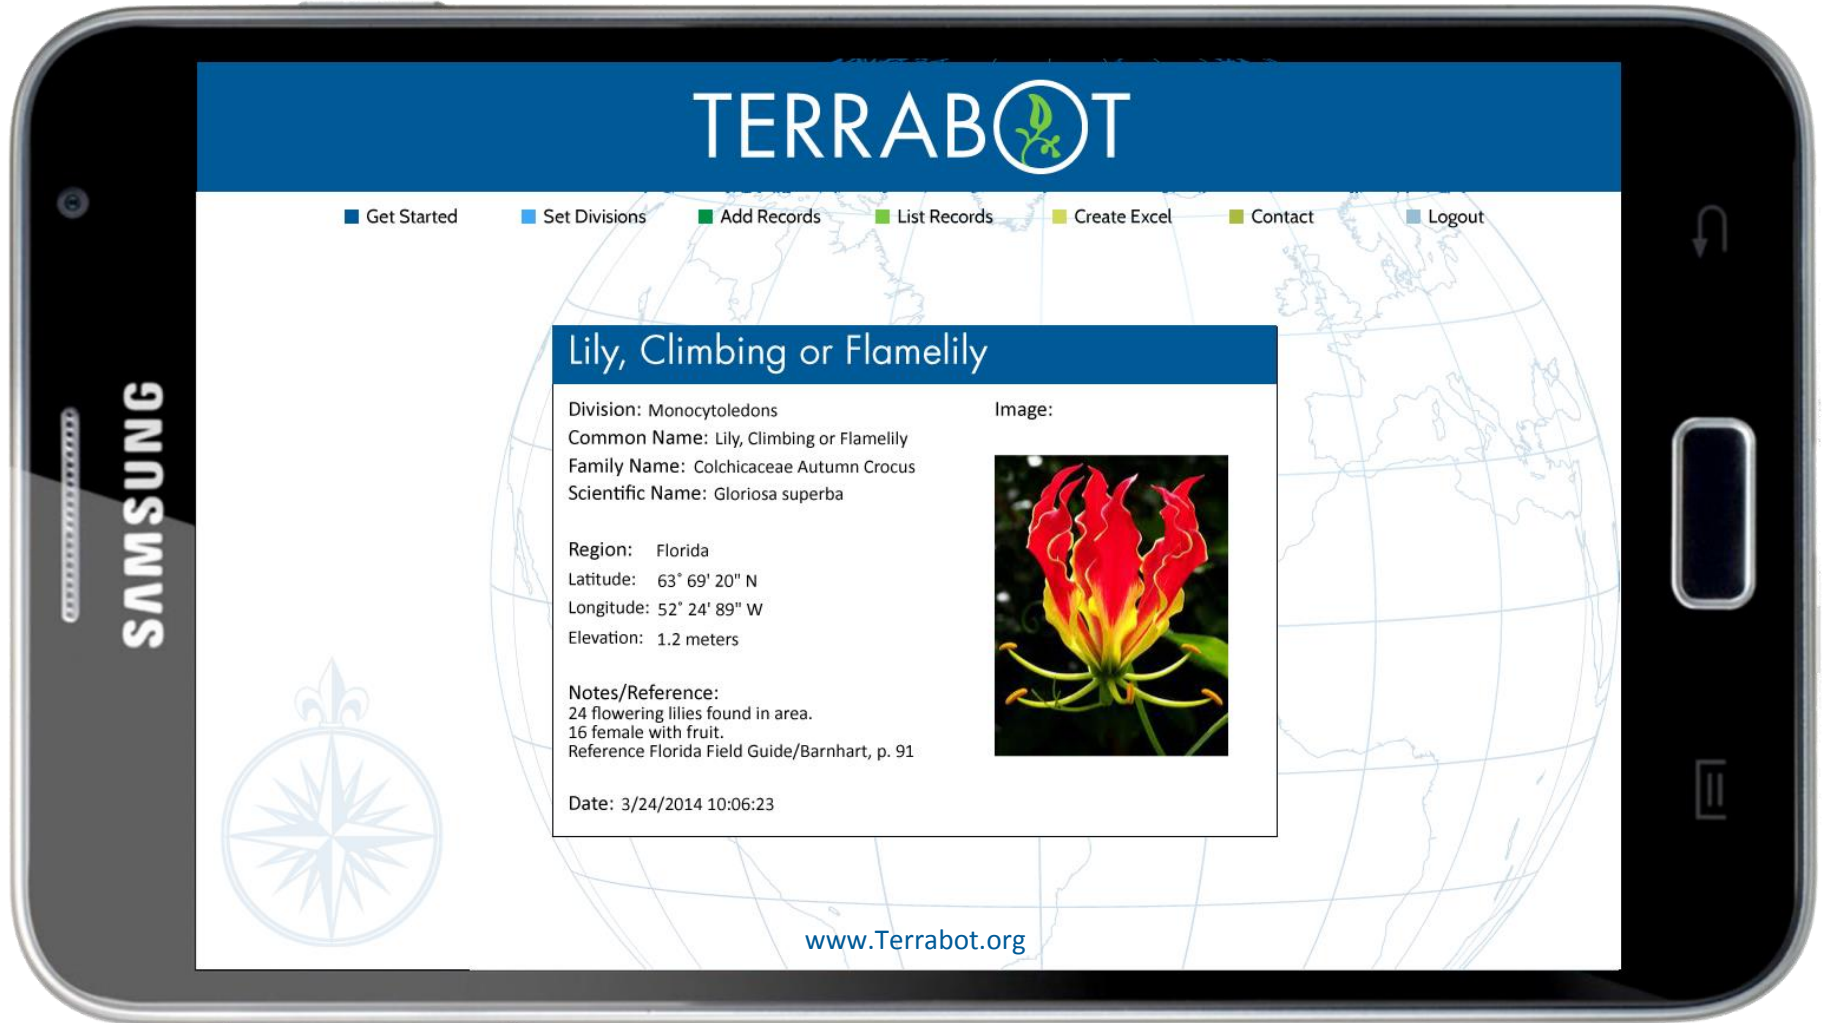 TERRABOT
Get Started Set Divisions Add Records List Records Create Excel Contact Logout
SAMSUNG
Lily, Climbing or Flamelily
Division: Monocytoledons
Common Name: Lily, Climbing or Flamelily
Family Name: Colchicaceae Autumn Crocus
Scientific Name: Gloriosa superba
Region: Florida
Latitude: 63° 69' 20" N
Longitude: 52° 24' 89" W
Elevation: 1.2 meters
Notes/Reference:
24 flowering lilies found in area.
16 female with fruit.
Reference Florida Field Guide/Barnhart, p. 91
Date: 3/24/2014 10:06:23
Image:
www.Terrabot.org